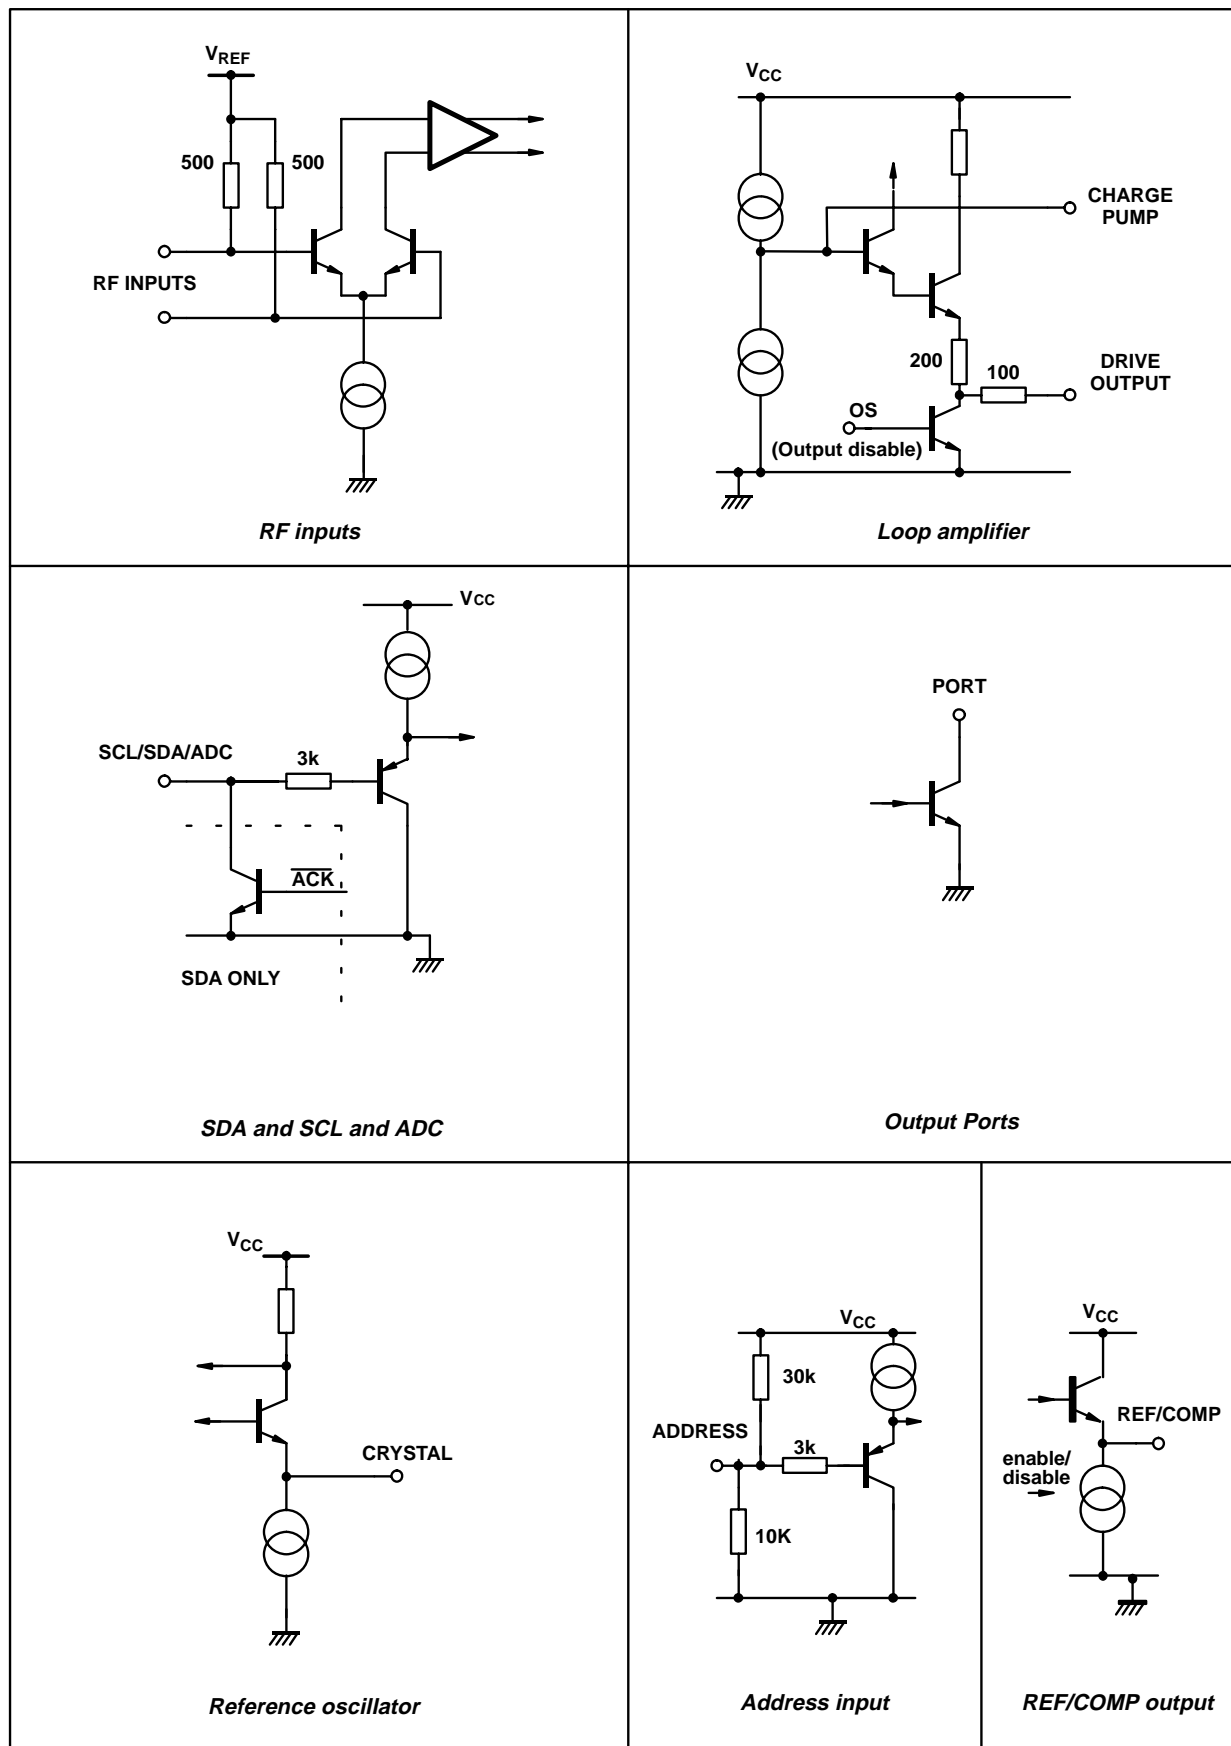 VREF
500
500
RF INPUTS
RF inputs
VCC
CHARGE
PUMP
200
100
DRIVE
OUTPUT
OS
(Output disable)
Loop amplifier
VCC
SCL/SDA/ADC
3k
ACK
SDA ONLY
SDA and SCL and ADC
PORT
Output Ports
VCC
CRYSTAL
Reference oscillator
VCC
30k
ADDRESS
3k
10K
Address input
VCC
REF/COMP
enable/
disable
REF/COMP output